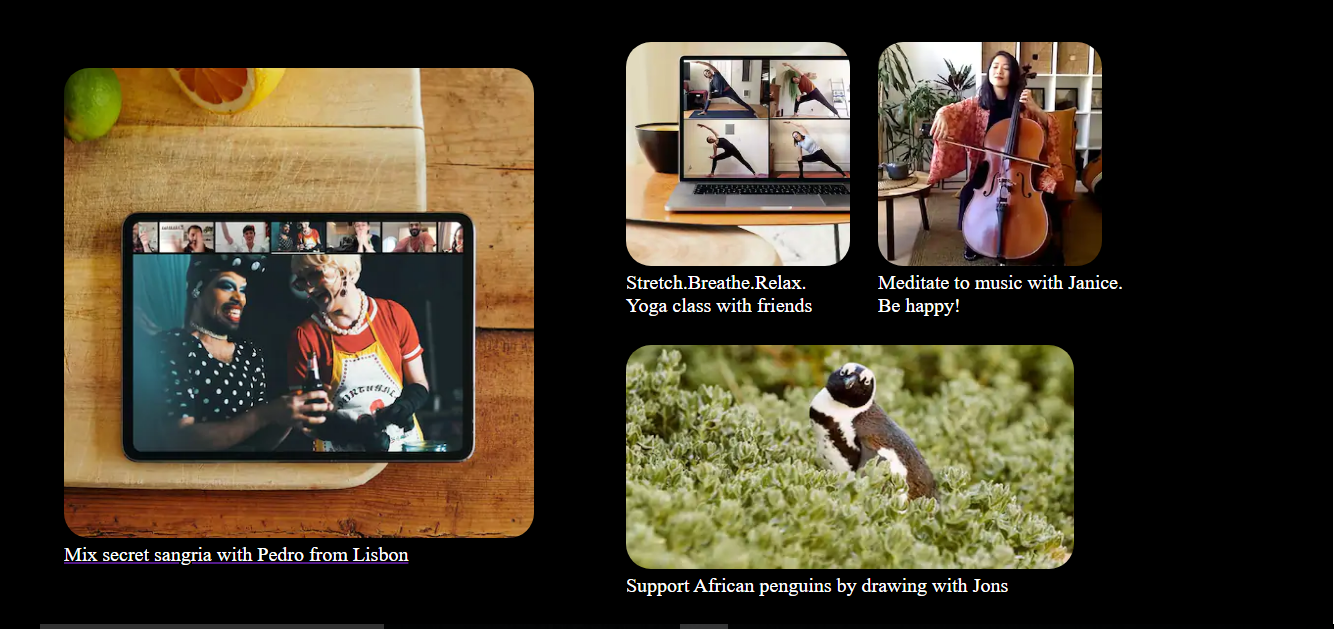 Mix secret sangria with Pedro from Lisbon
Stretch.Breathe.Relax.
Yoga class with friends
Meditate to music with Janice.
Be happy!
Support African penguins by drawing with Jons